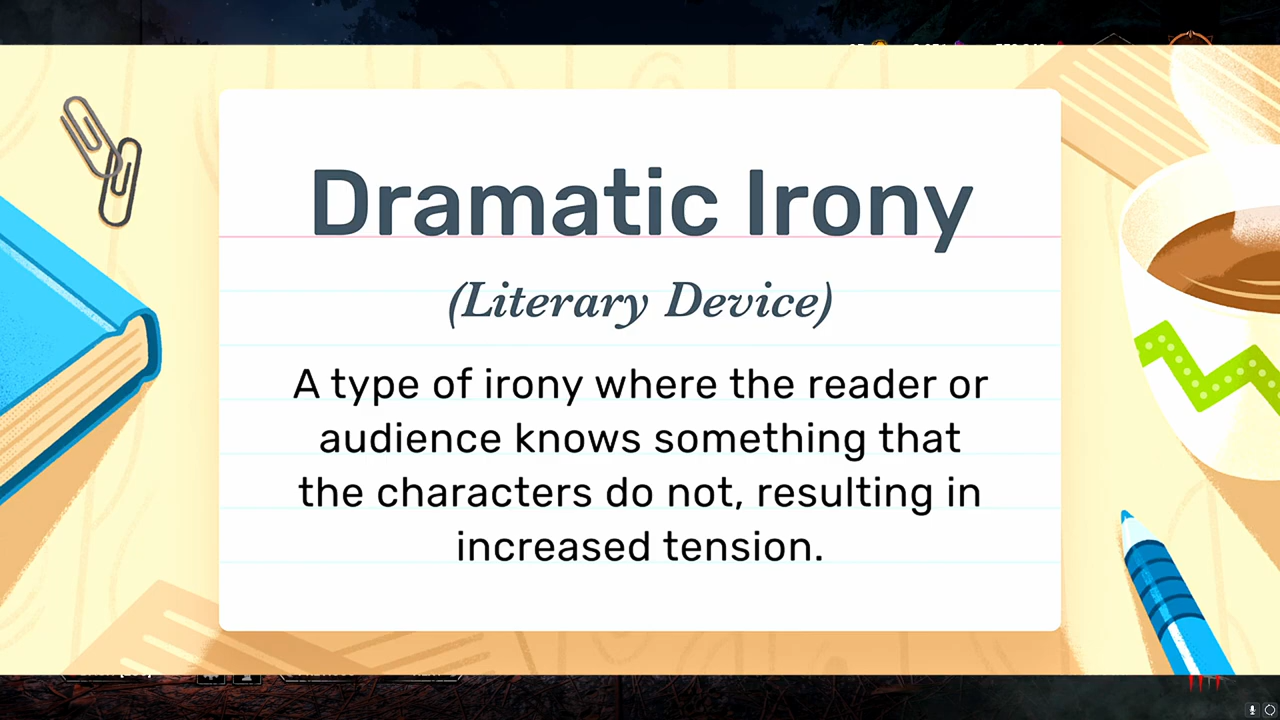 Dramatic Irony
(Literary Device)
A type of irony where the reader or
audience knows something that
the characters do not, resulting in
increased tension.